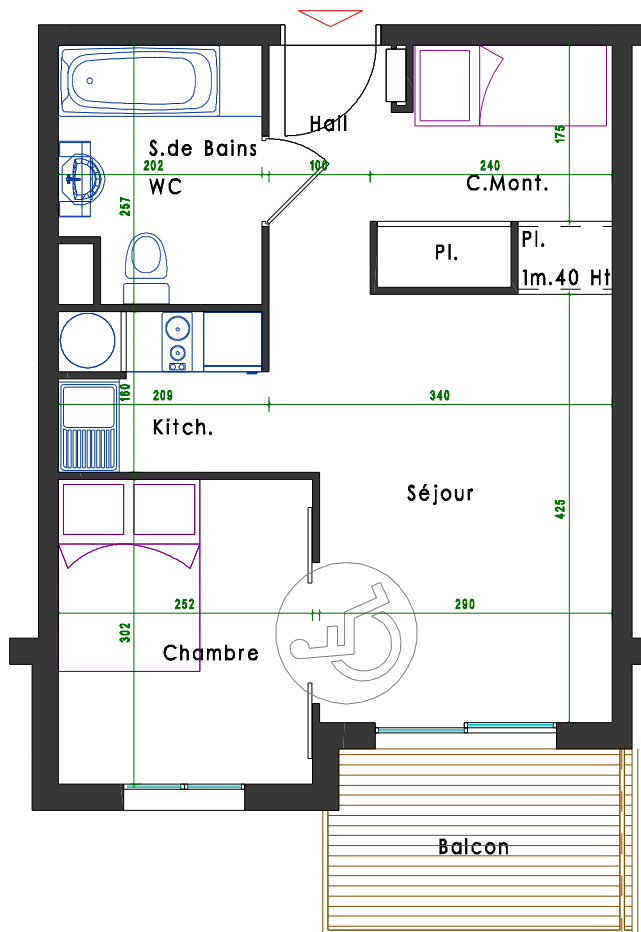 Hall
S.de Bains
WC
175
202
100
240
C.Mont.
257
Pl.
Pl.
1m.40 Ht
160
209
340
Kitch.
Séjour
425
252
290
302
Chambre
Balcon